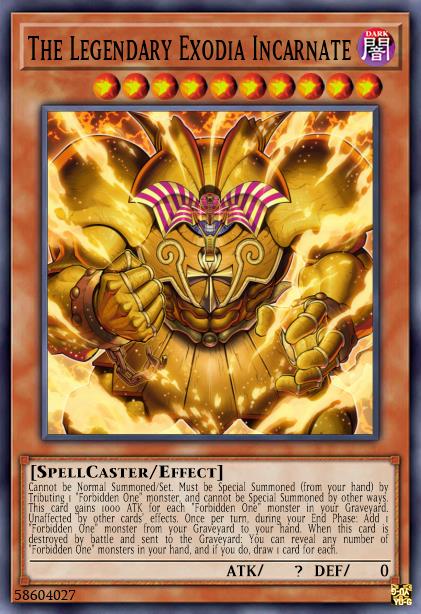 THE LEGENDARY EXODIA INCARNATE
DARK
闇
[SPELLCASTER/EFFECT]
Cannot be Normal Summoned/Set. Must be Special Summoned (from your hand) by
Tributing 1 "Forbidden One" monster, and cannot be Special Summoned by other ways.
This card gains 1000 ATK for each "Forbidden One" monster in your Graveyard.
Unaffected by other cards' effects. Once per turn, during your End Phase: Add 1
"Forbidden One" monster from your Graveyard to your hand. When this card is
destroyed by battle and sent to the Graveyard: You can reveal any number of
"Forbidden One" monsters in your hand, and if you do, draw 1 card for each.
ATK/ ? DEF/ 0
58604027